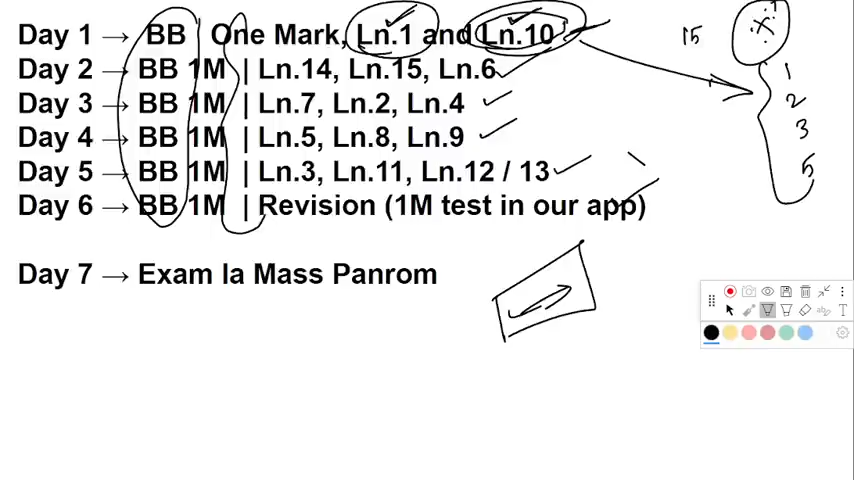 Day 1 → BB | One Mark, Ln.1 and Ln.10
Day 2 → BB 1M | Ln.14, Ln.15, Ln.6
Day 3 → BB 1M | Ln.7, Ln.2, Ln.4
Day 4 → BB 1M | Ln.5, Ln.8, Ln.9
Day 5 → BB 1M | Ln.3, Ln.11, Ln.12 / 13
Day 6 → BB 1M | Revision (1M test in our app)
Day 7 → Exam la Mass Panrom
15
1
2
3
5